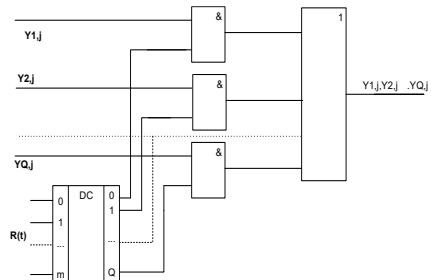 & 1
Y1,j
Y2,j &
Y1,j,Y2,j .YQ,j
&
YQ,j
DC 0
0 1
1
R(t)
... ...
m Q